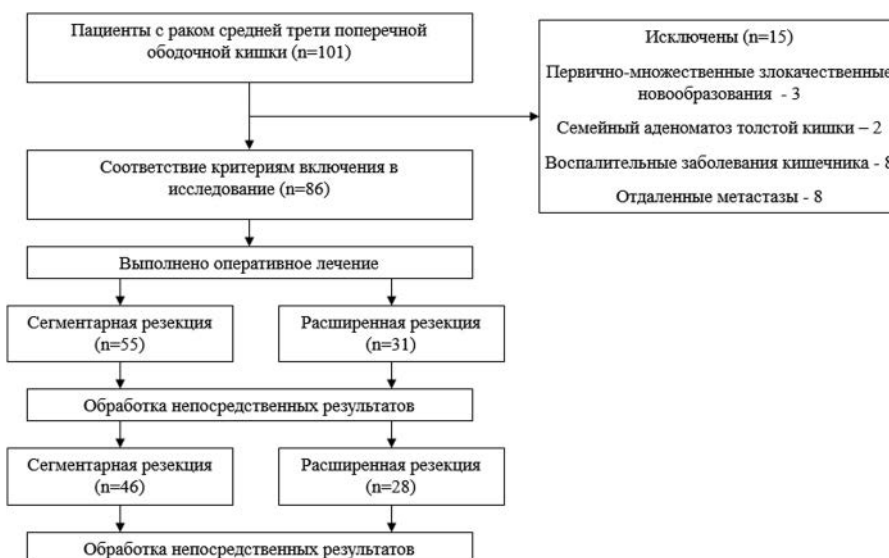 Пациенты с раком средней трети поперечной
ободочной кишки (n=101)
Исключены (n=15)
Первично-множественные злокачественные
новообразования - 3
Семейный аденоматоз толстой кишки – 2
Воспалительные заболевания кишечника - 8
Отдаленные метастазы - 8
Соответствие критериям включения в
исследование (n=86)
Выполнено оперативное лечение
Сегментарная резекция
(n=55)
Расширенная резекция
(n=31)
Обработка непосредственных результатов
Сегментарная резекция
(n=46)
Расширенная резекция
(n=28)
Обработка непосредственных результатов